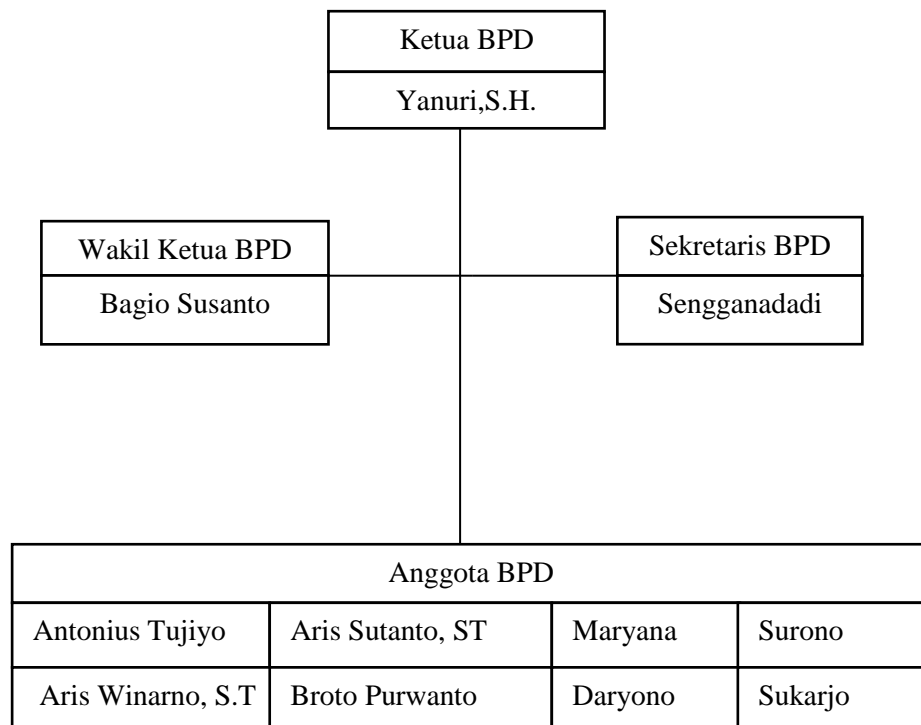 Ketua BPD
Yanuri,S.H.
Wakil Ketua BPD
Bagio Susanto
Sekretaris BPD
Sengganadadi
Anggota BPD
Antonius Tujiyo
Aris Sutanto, ST
Maryana
Surono
Aris Winarno, S.T
Broto Purwanto
Daryono
Sukarjo